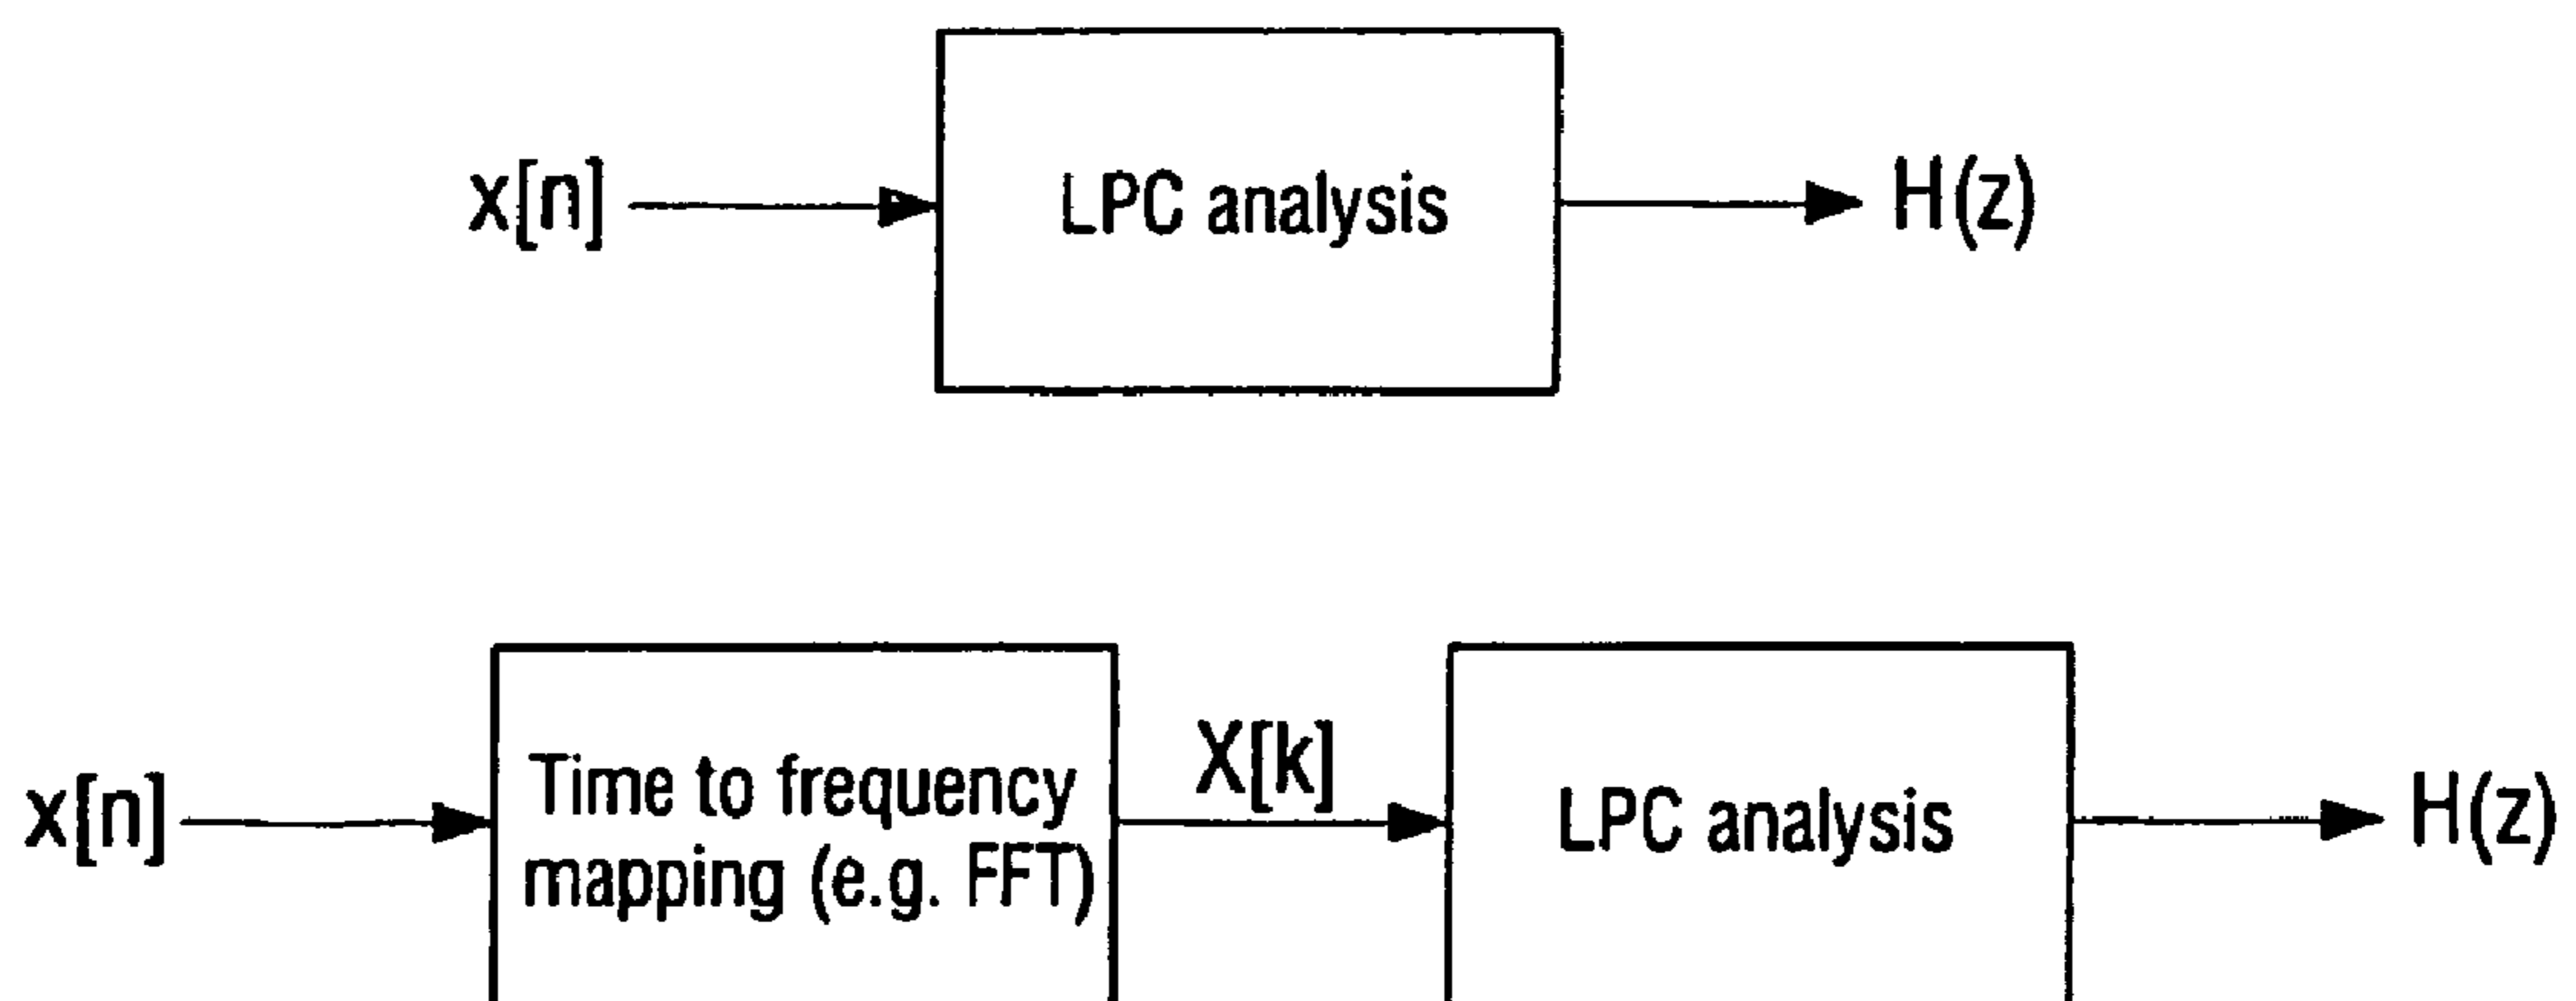 x[n]
LPC analysis
H(z)
x[n]
Time to frequency
mapping (e.g. FFT)
X[k]
LPC analysis
H(z)